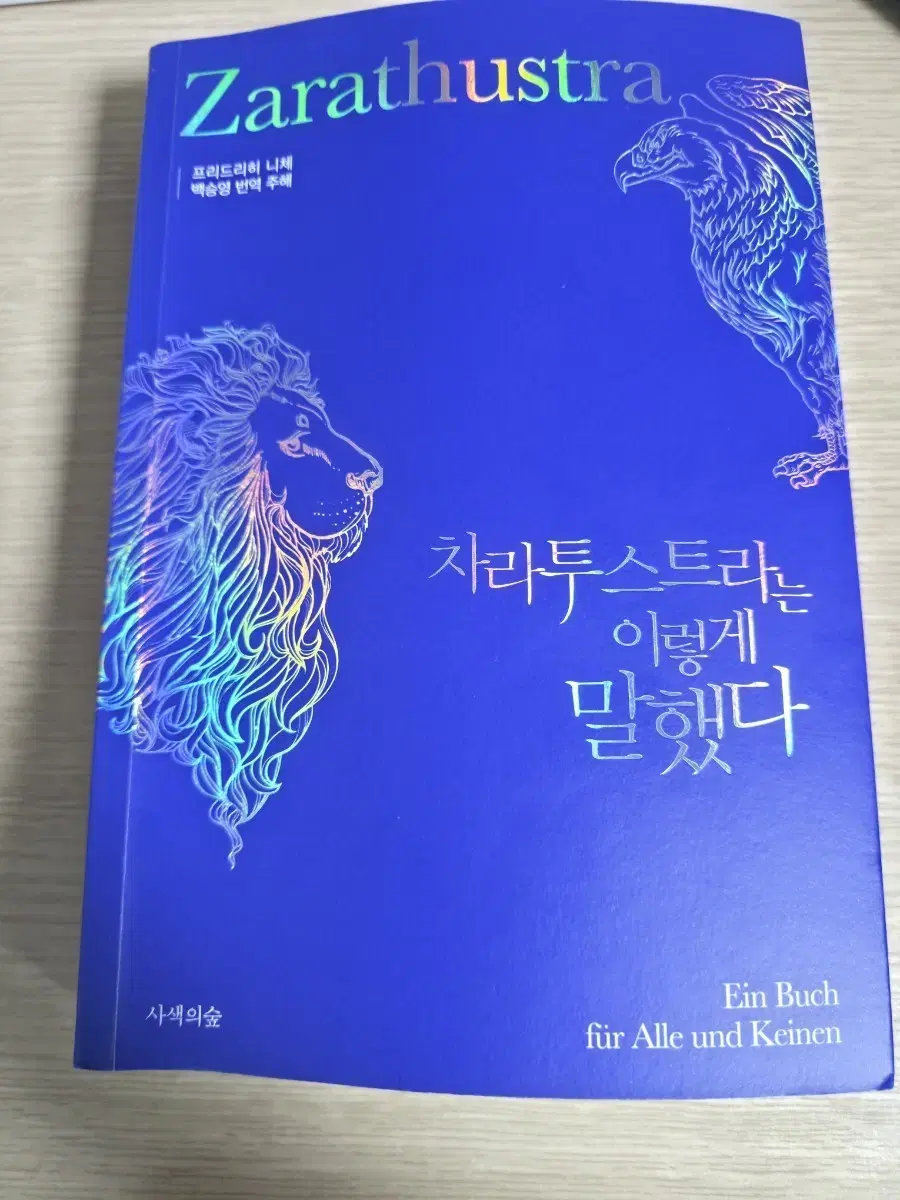 Zarathustra
프리드리히 니체
백승영 번역 주해
차라투스트라는
이렇게
말했다
사색의숲
Ein Buch
für Alle und Keinen